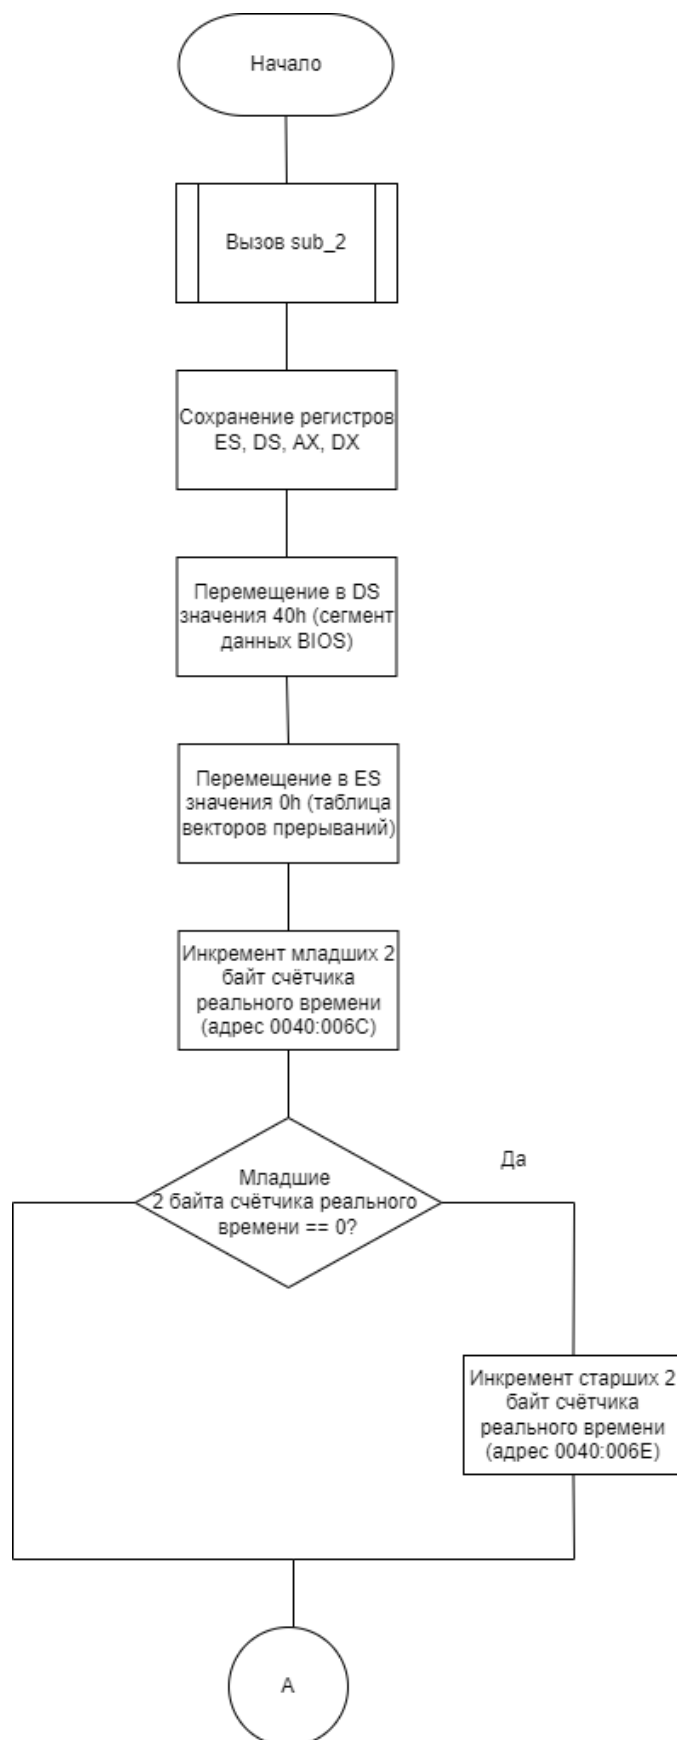 Начало
Вызов sub_2
Сохранение регистров
ES, DS, AX, DX
Перемещение в DS
значения 40h (сегмент
данных BIOS)
Перемещение в ES
значения 0h (таблица
векторов прерываний)
Инкремент младших 2
байт счётчика
реального времени
(адрес 0040:006C)
Да
Младшие
2 байта счётчика реального
времени == 0?
Инкремент старших 2
байт счётчика
реального времени
(адрес 0040:006E)
A